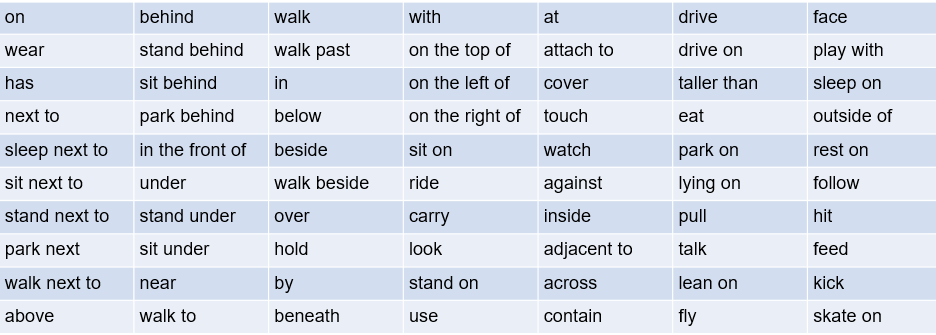 on behind walk with at drive face
wear stand behind walk past on the top of attach to drive on play with
has sit behind in on the left of cover taller than sleep on
next to park behind below on the right of touch eat outside of
sleep next to in the front of beside sit on watch park on rest on
sit next to under walk beside ride against lying on follow
stand next to stand under over carry inside pull hit
park next sit under hold look adjacent to talk feed
walk next to near by stand on across lean on kick
above walk to beneath use contain fly skate on